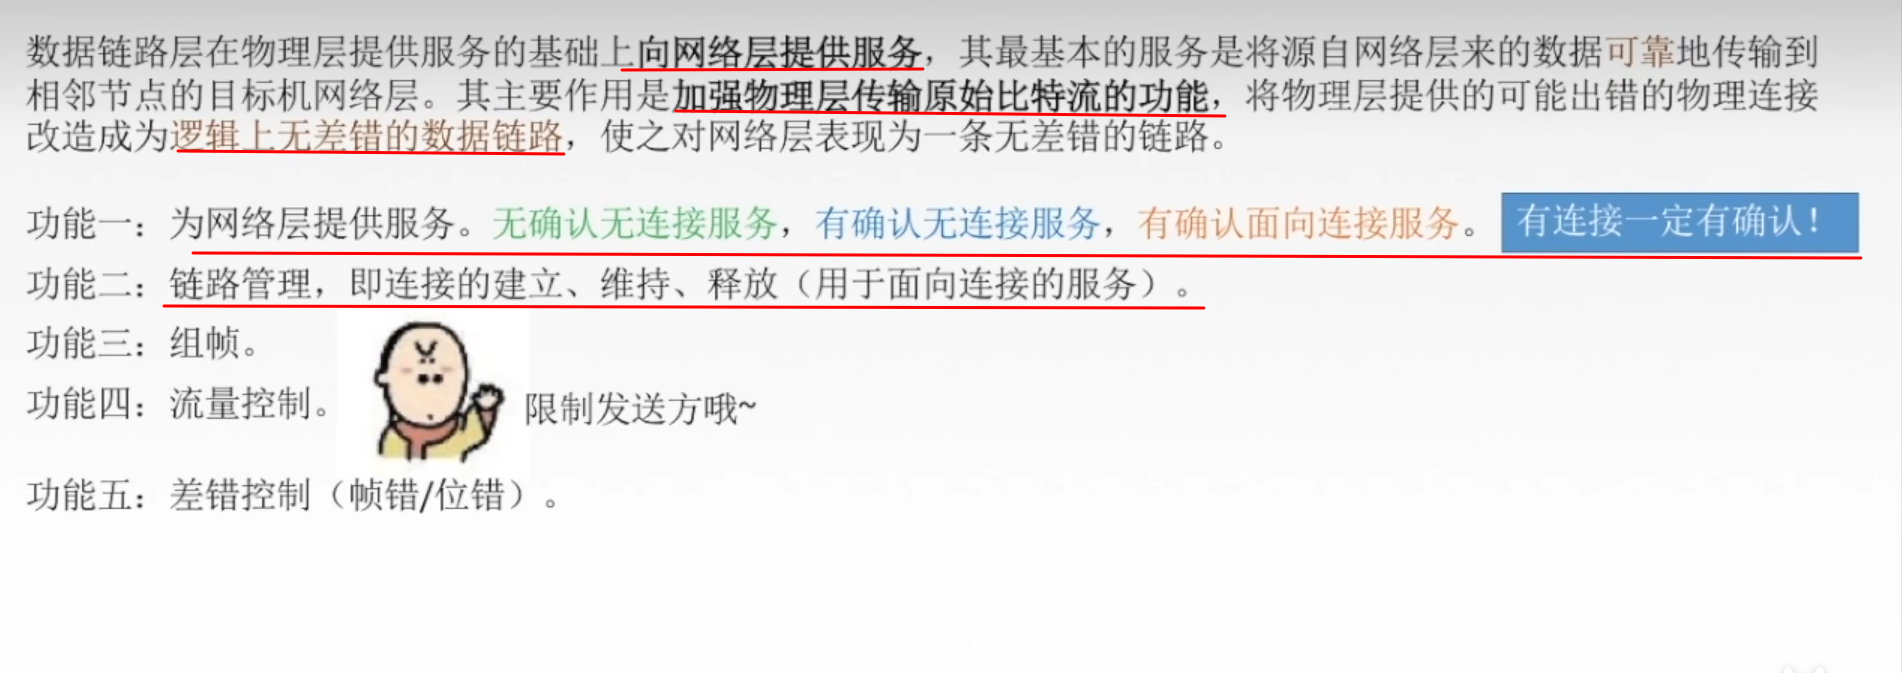 数据链路层在物理层提供服务的基础上向网络层提供服务，其最基本的服务是将源自网络层来的数据可靠地传输到
相邻节点的目标机网络层。其主要作用是加强物理层传输原始比特流的功能，将物理层提供的可能出错的物理连接
改造成为逻辑上无差错的数据链路，使之对网络层表现为一条无差错的链路。
功能一：为网络层提供服务。无确认无连接服务，有确认无连接服务，有确认面向连接服务。 有连接一定有确认！
功能二：链路管理，即连接的建立、维持、释放（用于面向连接的服务）。
功能三：组帧。
功能四：流量控制。 限制发送方哦~
功能五：差错控制（帧错/位错）。